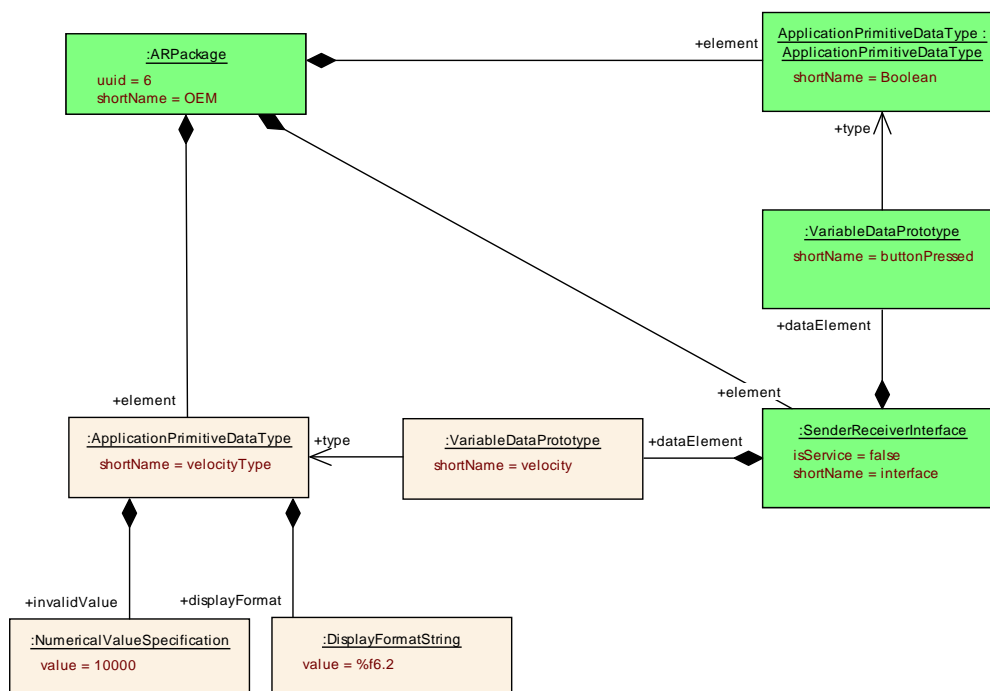 :ARPackage
uuid = 6
shortName = OEM
+element
ApplicationPrimitiveDataType :
ApplicationPrimitiveDataType
shortName = Boolean
+type
:VariableDataPrototype
shortName = buttonPressed
+dataElement
+element
+element
:ApplicationPrimitiveDataType
shortName = velocityType
+type
:VariableDataPrototype
shortName = velocity
+dataElement
:SenderReceiverInterface
isService = false
shortName = interface
+invalidValue
+displayFormat
:NumericalValueSpecification
value = 10000
:DisplayFormatString
value = %f6.2